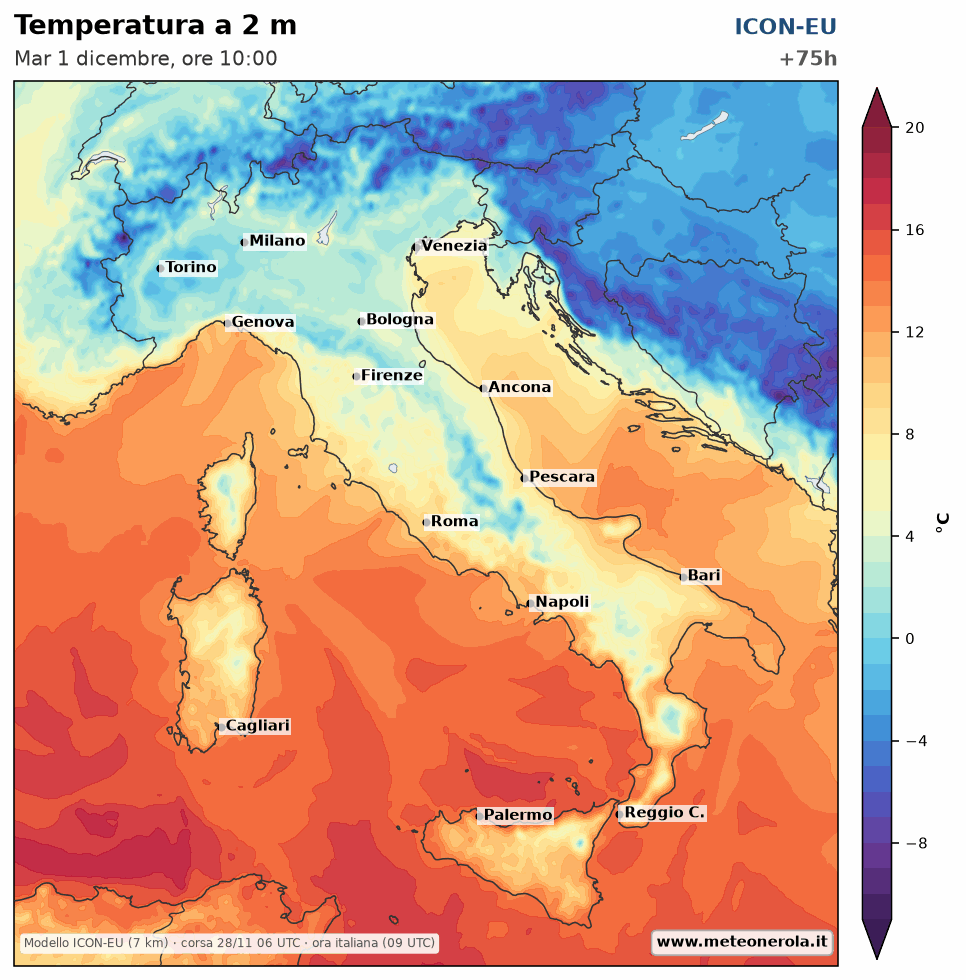 Temperatura a 2 m
ICON-EU
Mar 1 dicembre, ore 10:00
+75h
20
16
12
8
4
0
−4
−8
°C
Milano
Venezia
Torino
Genova
Bologna
Firenze
Ancona
Pescara
Roma
Bari
Napoli
Cagliari
Palermo
Reggio C.
Modello ICON-EU (7 km) · corsa 28/11 06 UTC · ora italiana (09 UTC)
www.meteonerola.it